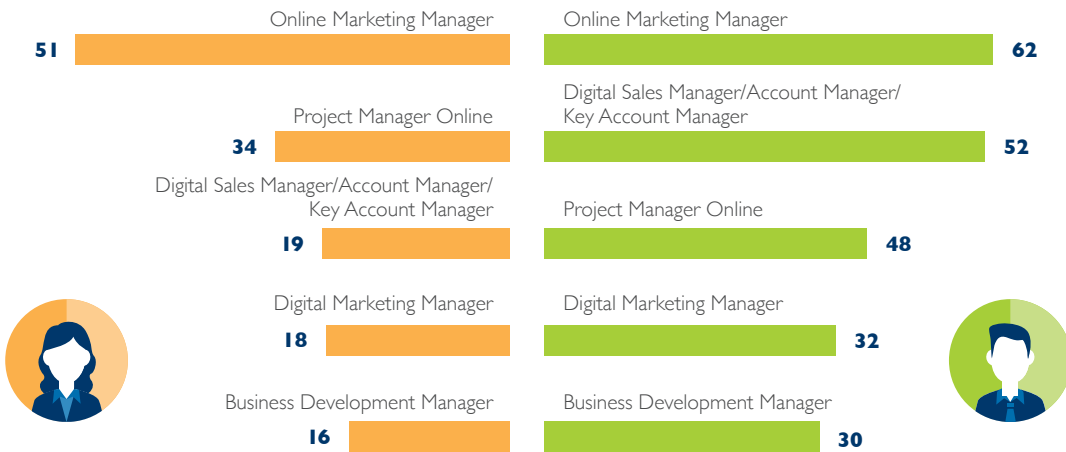 Online Marketing Manager
51
Project Manager Online
34
Digital Sales Manager/Account Manager/
Key Account Manager
19
Digital Marketing Manager
18
Business Development Manager
16
Online Marketing Manager
62
Digital Sales Manager/Account Manager/
Key Account Manager
52
Project Manager Online
48
Digital Marketing Manager
32
Business Development Manager
30